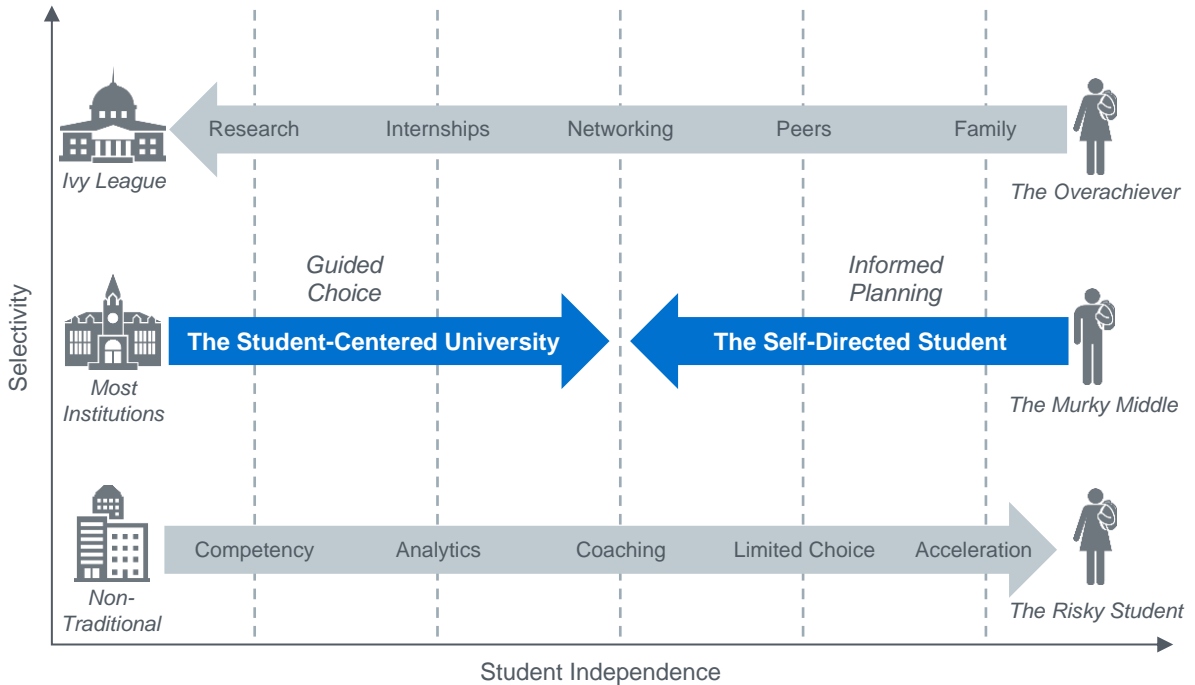 Selectivity
Research Internships Networking Peers Family
Ivy League
The Overachiever
Guided
Choice
Informed
Planning
The Student-Centered University
The Self-Directed Student
Most
Institutions
The Murky Middle
Competency Analytics Coaching Limited Choice Acceleration
Non-
Traditional
The Risky Student
Student Independence